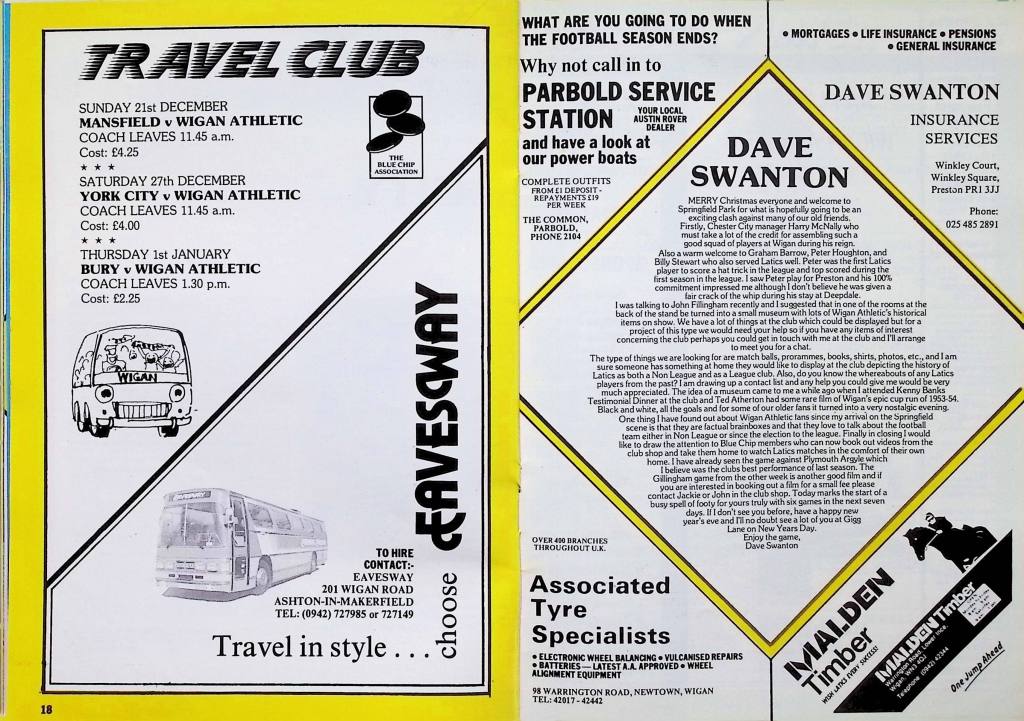 TRAVEL CLUB
SUNDAY 21st DECEMBER
MANSFIELD v WIGAN ATHLETIC
COACH LEAVES 11.45 a.m.
Cost: £4.25
★ ★ ★
SATURDAY 27th DECEMBER
YORK CITY v WIGAN ATHLETIC
COACH LEAVES 11.45 a.m.
Cost: £4.00
★ ★ ★
THURSDAY 1st JANUARY
BURY v WIGAN ATHLETIC
COACH LEAVES 1.30 p.m.
Cost: £2.25
THE
BLUE CHIP
ASSOCIATION
WIGAN
EAVESWAY
TO HIRE
CONTACT:-
EAVESWAY
201 WIGAN ROAD
ASHTON-IN-MAKERFIELD
TEL: (0942) 727985 or 727149
Travel in style . . .
choose
18
WHAT ARE YOU GOING TO DO WHEN
THE FOOTBALL SEASON ENDS?
Why not call in to
PARBOLD SERVICE
STATION
YOUR LOCAL
AUSTIN ROVER
DEALER
and have a look at
our power boats
COMPLETE OUTFITS
FROM £1 DEPOSIT -
REPAYMENTS £19
PER WEEK
THE COMMON,
PARBOLD,
PHONE 2104
• MORTGAGES • LIFE INSURANCE • PENSIONS
• GENERAL INSURANCE
DAVE SWANTON
INSURANCE
SERVICES
Winkley Court,
Winkley Square,
Preston PR1 3JJ
Phone:
025 485 2891
DAVE
SWANTON
MERRY Christmas everyone and welcome to
Springfield Park for what is hopefully going to be an
exciting clash against many of our old friends.
Firstly, Chester City manager Harry McNally who
must take a lot of the credit for assembling such a
good squad of players at Wigan during his reign.
Also a warm welcome to Graham Barrow, Peter Houghton, and
Billy Stewart who also served Latics well. Peter was the first Latics
player to score a hat trick in the league and top scored during the
first season in the league. I saw Peter play for Preston and his 100%
commitment impressed me although I don't believe he was given a
fair crack of the whip during his stay at Deepdale.
I was talking to John Fillingham recently and I suggested that in one of the rooms at the
back of the stand be turned into a small museum with lots of Wigan Athletic's historical
items on show. We have a lot of things at the club which could be displayed but for a
project of this type we would need your help so if you have any items of interest
concerning the club perhaps you could get in touch with me at the club and I'll arrange
to meet you for a chat.
The type of things we are looking for are match balls, prorammes, books, shirts, photos, etc., and I am
sure someone has something at home they would like to display at the club depicting the history of
Latics as both a Non League and as a League club. Also, do you know the whereabouts of any Latics
players from the past? I am drawing up a contact list and any help you could give me would be very
much appreciated. The idea of a museum came to me a while ago when I attended Kenny Banks
Testimonial Dinner at the club and Ted Atherton had some rare film of Wigan's epic cup run of 1953-54.
Black and white, all the goals and for some of our older fans it turned into a very nostalgic evening.
One thing I have found out about Wigan Athletic fans since my arrival on the Springfield
scene is that they are factual brainboxes and that they love to talk about the football
team either in Non League or since the election to the league. Finally in closing I would
like to draw the attention to Blue Chip members who can now book out videos from the
club shop and take them home to watch Latics matches in the comfort of their own
home. I have already seen the game against Plymouth Argyle which
I believe was the clubs best performance of last season. The
Gillingham game from the other week is another good film and if
you are interested in booking out a film for a small fee please
contact Jackie or John in the club shop. Today marks the start of a
busy spell of footy for yours truly with six games in the next seven
days. If I don't see you before, have a happy new
year's eve and I'll no doubt see a lot of you at Gigg
Lane on New Years Day.
Enjoy the game,
Dave Swanton
OVER 400 BRANCHES
THROUGHOUT U.K.
Associated
Tyre
Specialists
• ELECTRONIC WHEEL BALANCING • VULCANISED REPAIRS
• BATTERIES — LATEST A.A. APPROVED • WHEEL
ALIGNMENT EQUIPMENT
98 WARRINGTON ROAD, NEWTOWN, WIGAN
TEL: 42017 - 42442
MALDEN
Timber
WISH LATICS EVERY SUCCESS!
MALDEN Timber
Warrington Road, Lower Ince,
Wigan, WN3 4QJ
Telephone (0942) 42344
One Jump Ahead